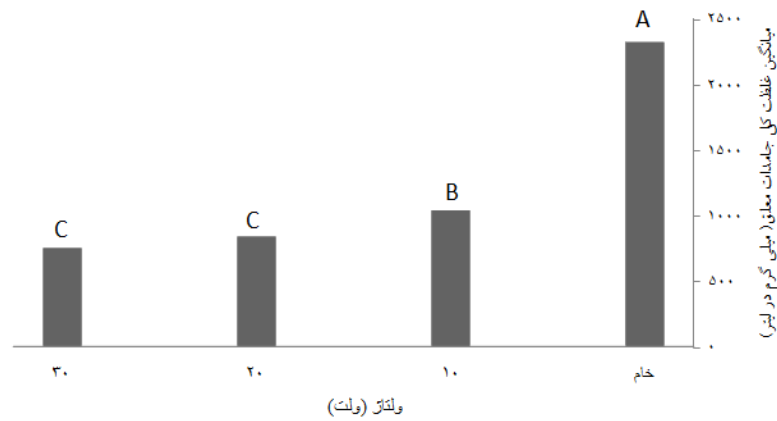 میانگین غلظت کل جامدات معلق( میلی گرم در لیتر)
۲۵۰۰
۲۰۰۰
۱۵۰۰
۱۰۰۰
۵۰۰
۰
A
B
C
C
خام
۱۰
۲۰
۳۰
ولتاژ (ولت)